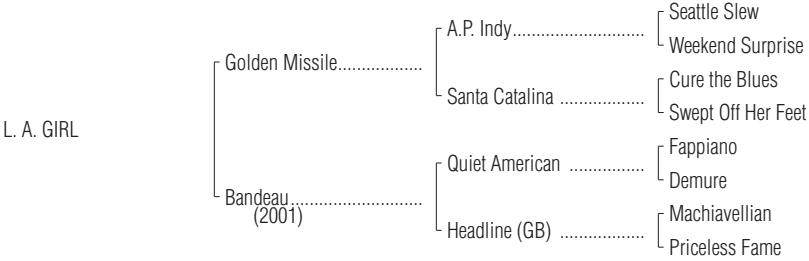 Seattle Slew
A.P. Indy............................
Weekend Surprise
Golden Missile..................
Cure the Blues
Santa Catalina ..................
Swept Off Her Feet
L. A. GIRL
Fappiano
Quiet American ................
Demure
Bandeau............................
(2001)
Machiavellian
Headline (GB) ..................
Priceless Fame